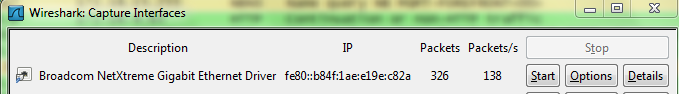 Wireshark: Capture Interfaces
Description IP Packets Packets/s Stop
Broadcom NetXtreme Gigabit Ethernet Driver fe80::b84f:1ae:e19e:c82a 326 138 Start Options Details